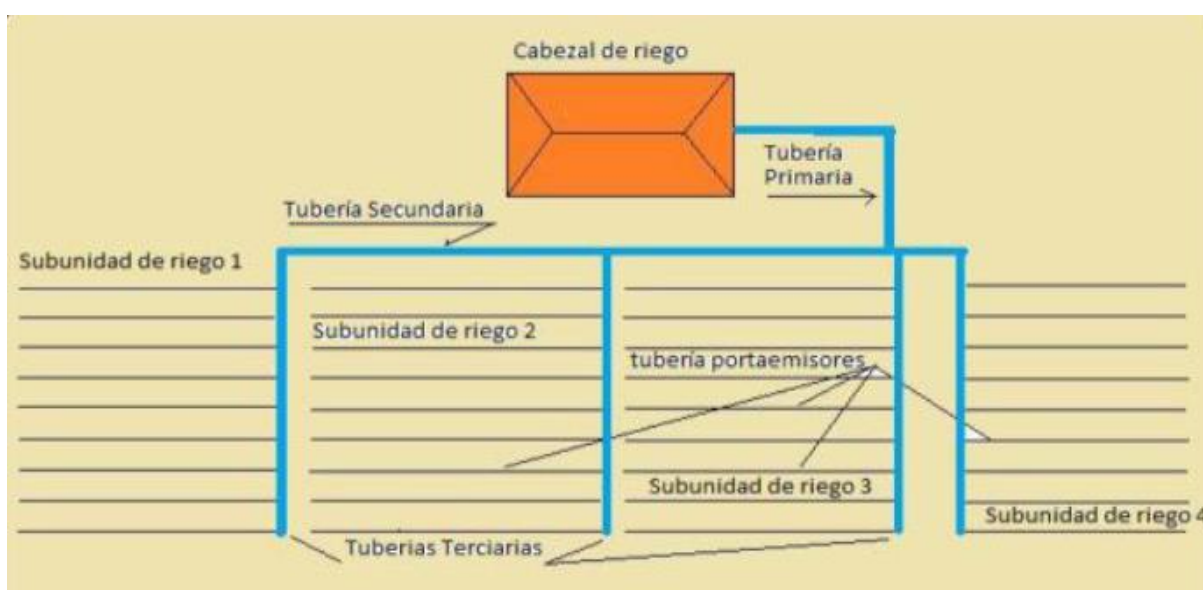 Cabezal de riego
Tubería
Primaria
Tubería Secundaria
Subunidad de riego 1
Subunidad de riego 2
tubería portaemisores
Subunidad de riego 3
Subunidad de riego 4
Tuberias Terciarias